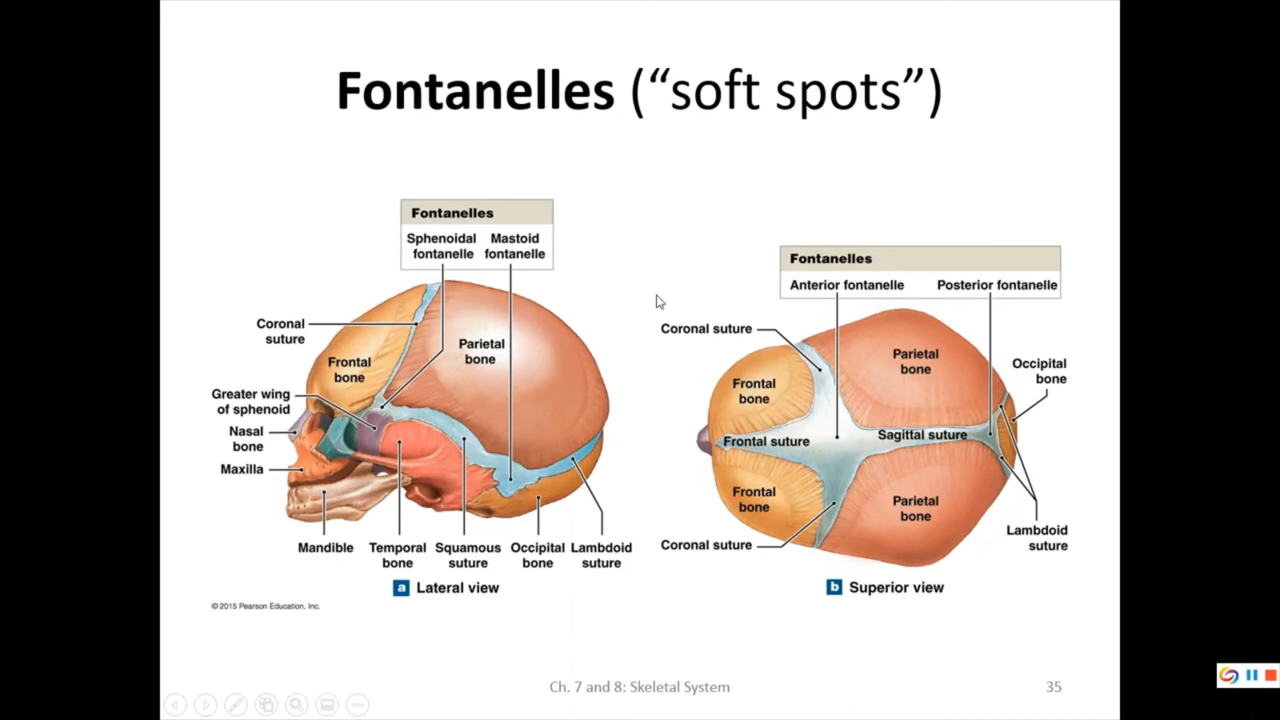 Fontanelles (“soft spots”)
Fontanelles
Sphenoidal Mastoid
fontanelle fontanelle
Coronal
suture
Parietal
bone
Frontal
bone
Greater wing
of sphenoid
Nasal
bone
Maxilla
Mandible
Temporal
bone
Squamous
suture
Occipital
bone
Lambdoid
suture
a Lateral view
© 2015 Pearson Education, Inc.
Fontanelles
Anterior fontanelle Posterior fontanelle
Coronal suture
Parietal
bone
Occipital
bone
Frontal
bone
Frontal suture
Sagittal suture
Frontal
bone
Parietal
bone
Lambdoid
suture
Coronal suture
b Superior view
Ch. 7 and 8: Skeletal System
35